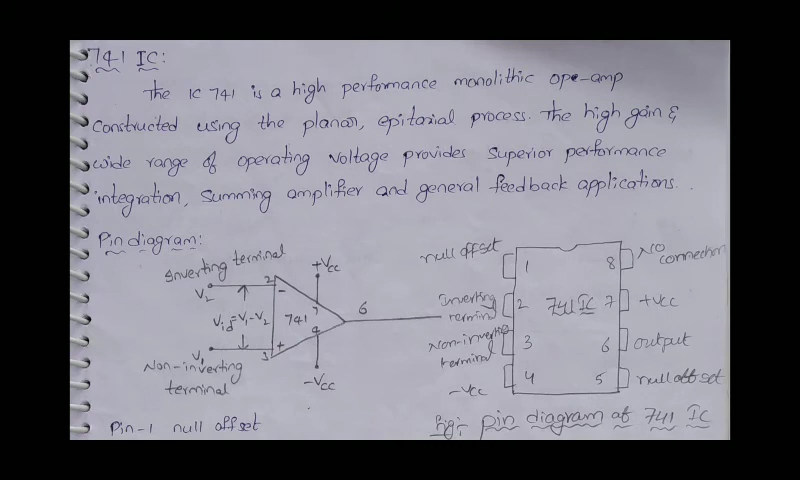 741 IC:
The IC 741 is a high performance monolithic ope-amp
constructed using the planar, epitaxial process. The high gain &
wide range of operating voltage provides superior performance
integration, summing amplifier and general feedback applications.
Pin diagram:
Inverting terminal
V2
2
-
+Vcc
7
Vid=V1-V2
741
6
4
V1
3
+
Non-inverting
terminal
-Vcc
null offset
1
8
No
connection
Inverting
terminal
2
741 IC
7
+Vcc
Non-inverting
terminal
3
6
output
-Vcc
4
5
null offset
Fig:- Pin diagram of 741 IC
Pin-1 null offset